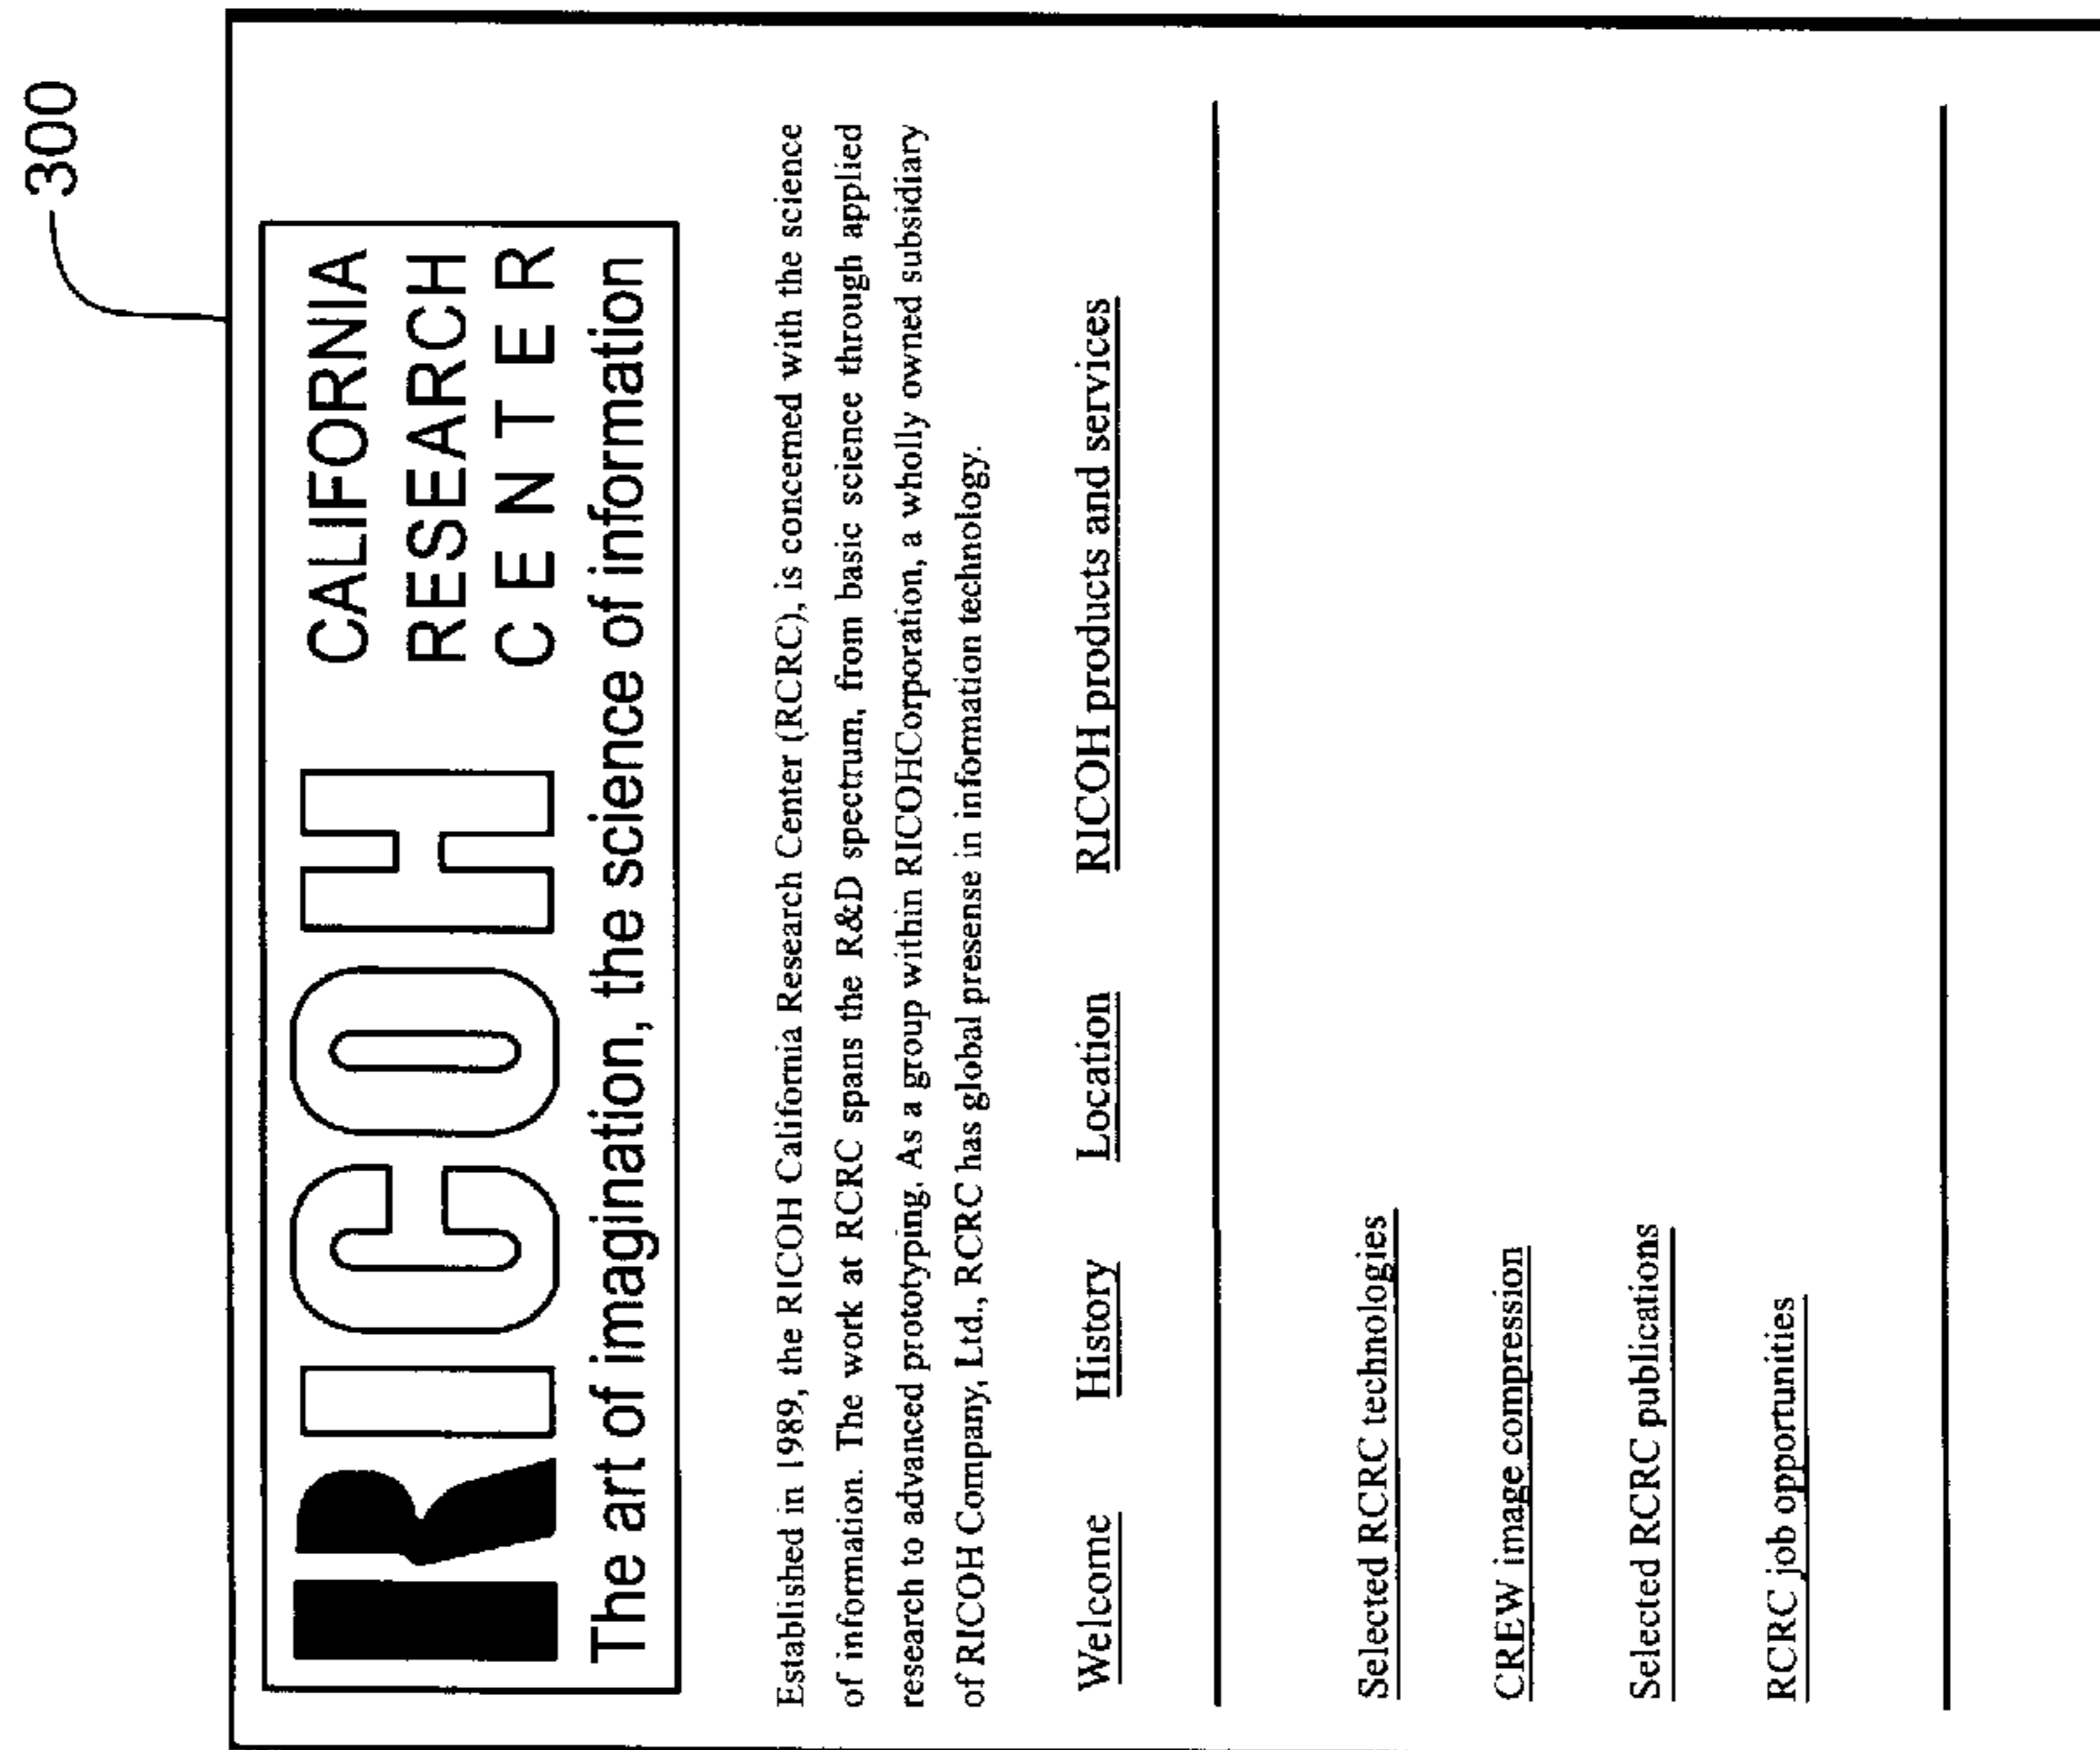 300
RICOH CALIFORNIA
RESEARCH
CENTER
The art of imagination, the science of information
Established in 1989, the RICOH California Research Center (RCRC), is concerned with the science
of information. The work at RCRC spans the R&D spectrum, from basic science through applied
research to advanced prototyping. As a group within RICOHCorporation, a wholly owned subsidiary
of RICOH Company, Ltd., RCRC has global presense in information technology.
Welcome History Location RICOH products and services
Selected RCRC technologies
CREW image compression
Selected RCRC publications
RCRC job opportunities